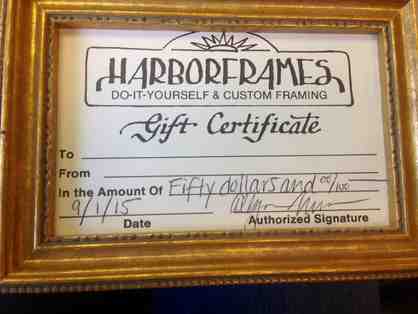 HARBORFRAMES
DO-IT-YOURSELF & CUSTOM FRAMING
Gift Certificate
To
From
In the Amount Of Fifty dollars and 00/100
9/1/15
Date Authorized Signature